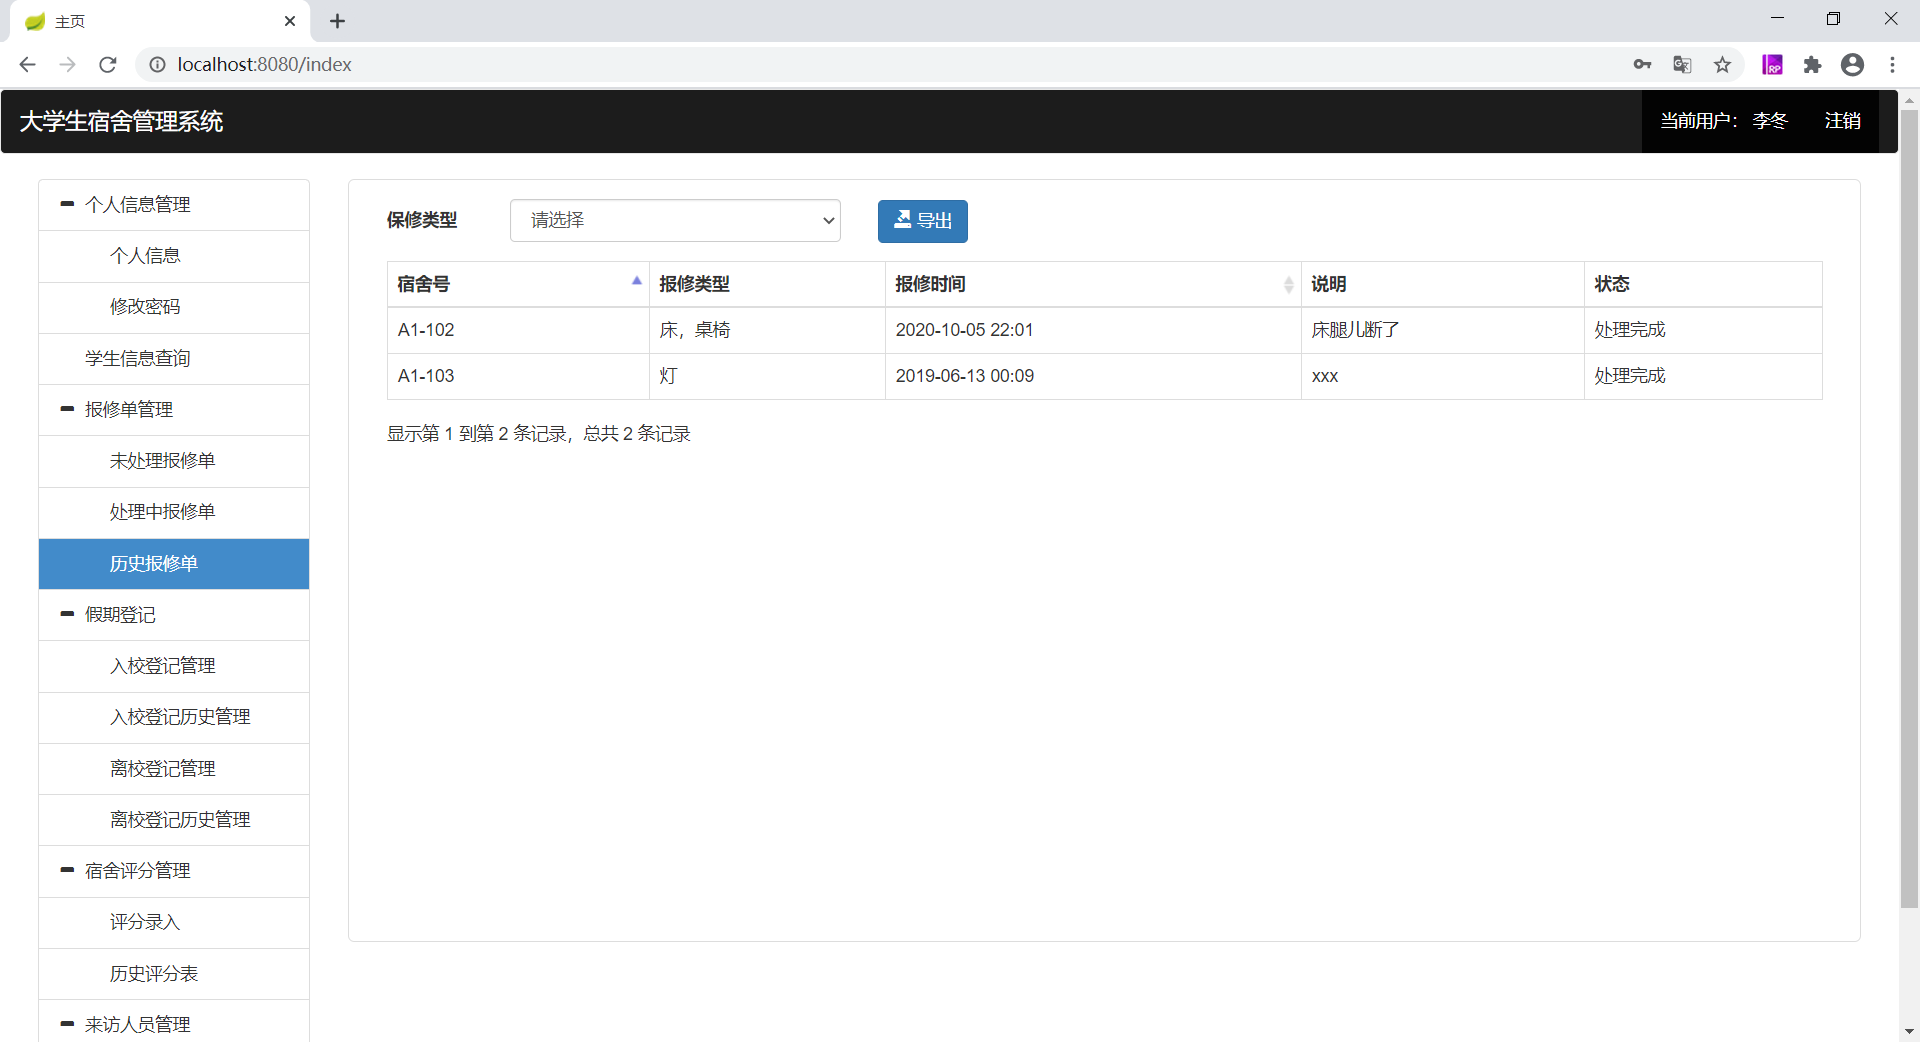 主页
localhost:8080/index
大学生宿舍管理系统
当前用户： 李冬 注销
个人信息管理
个人信息
修改密码
学生信息查询
报修单管理
未处理报修单
处理中报修单
历史报修单
假期登记
入校登记管理
入校登记历史管理
离校登记管理
离校登记历史管理
宿舍评分管理
评分录入
历史评分表
来访人员管理
保修类型 请选择 导出
宿舍号 报修类型 报修时间 说明 状态
A1-102 床，桌椅 2020-10-05 22:01 床腿儿断了 处理完成
A1-103 灯 2019-06-13 00:09 xxx 处理完成
显示第 1 到第 2 条记录，总共 2 条记录